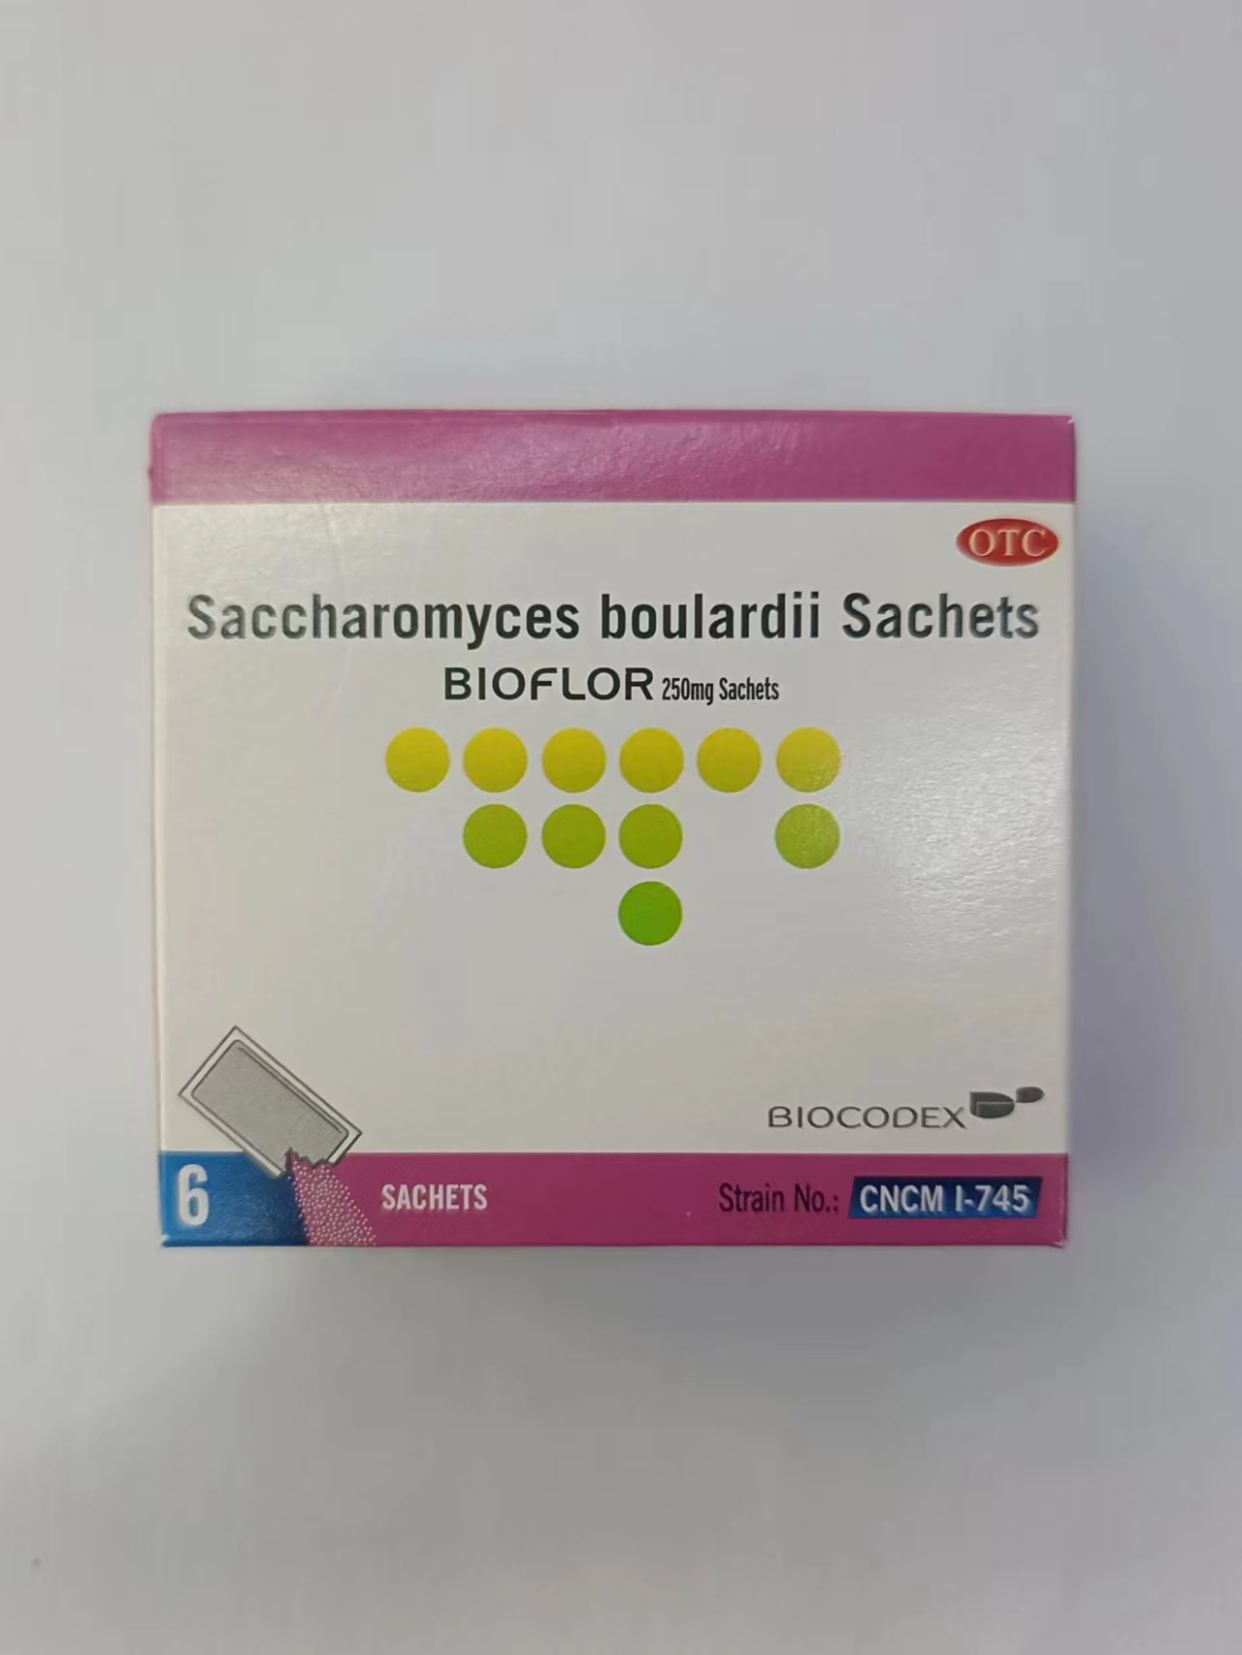 OTC
Saccharomyces boulardii Sachets
BIOFLOR 250mg Sachets
BIOCODEX
6 SACHETS Strain No.: CNCM I-745